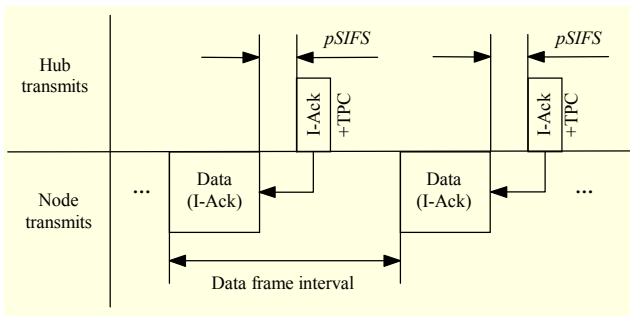 Hub
transmits
pSIFS
I-Ack
+TPC
pSIFS
I-Ack
+TPC
Node
transmits
...
Data
(I-Ack)
Data
(I-Ack)
...
Data frame interval